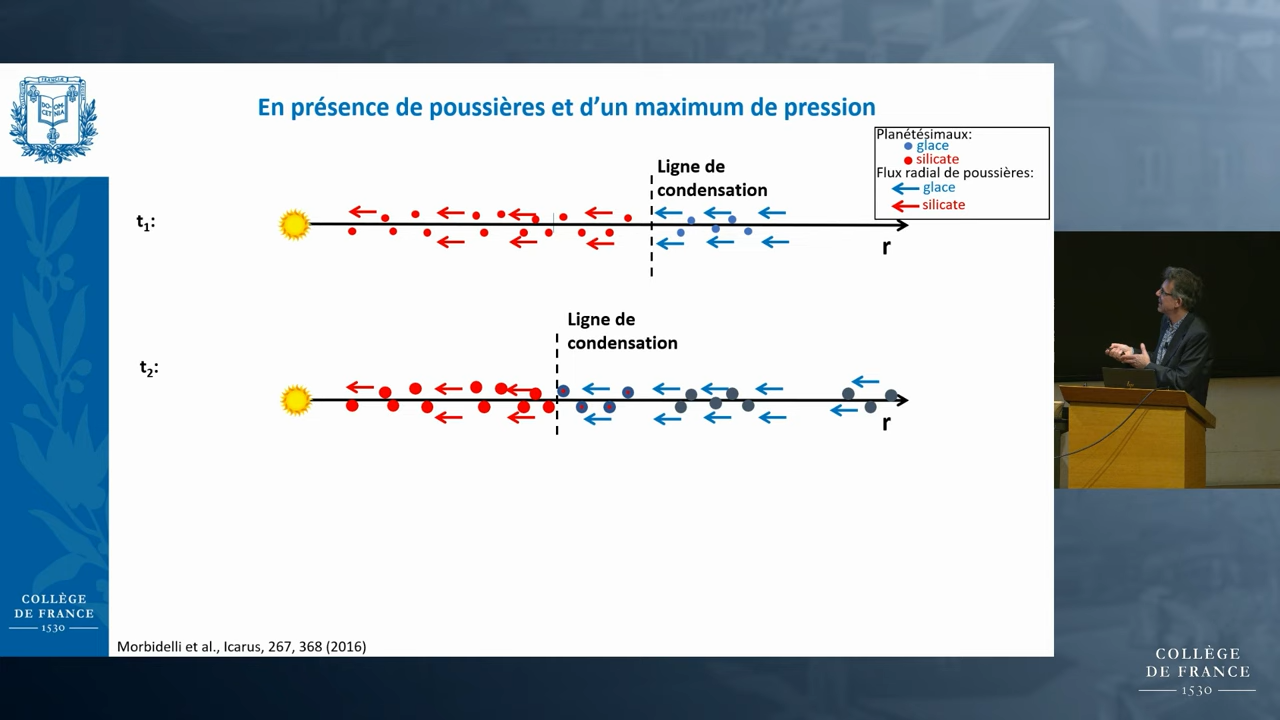 En présence de poussières et d'un maximum de pression
Planétésimaux:
glace
silicate
Flux radial de poussières:
glace
silicate
Ligne de
condensation
t1:
r
Ligne de
condensation
t2:
r
COLLÈGE
DE FRANCE
1530
Morbidelli et al., Icarus, 267, 368 (2016)
COLLÈGE
DE FRANCE
1530